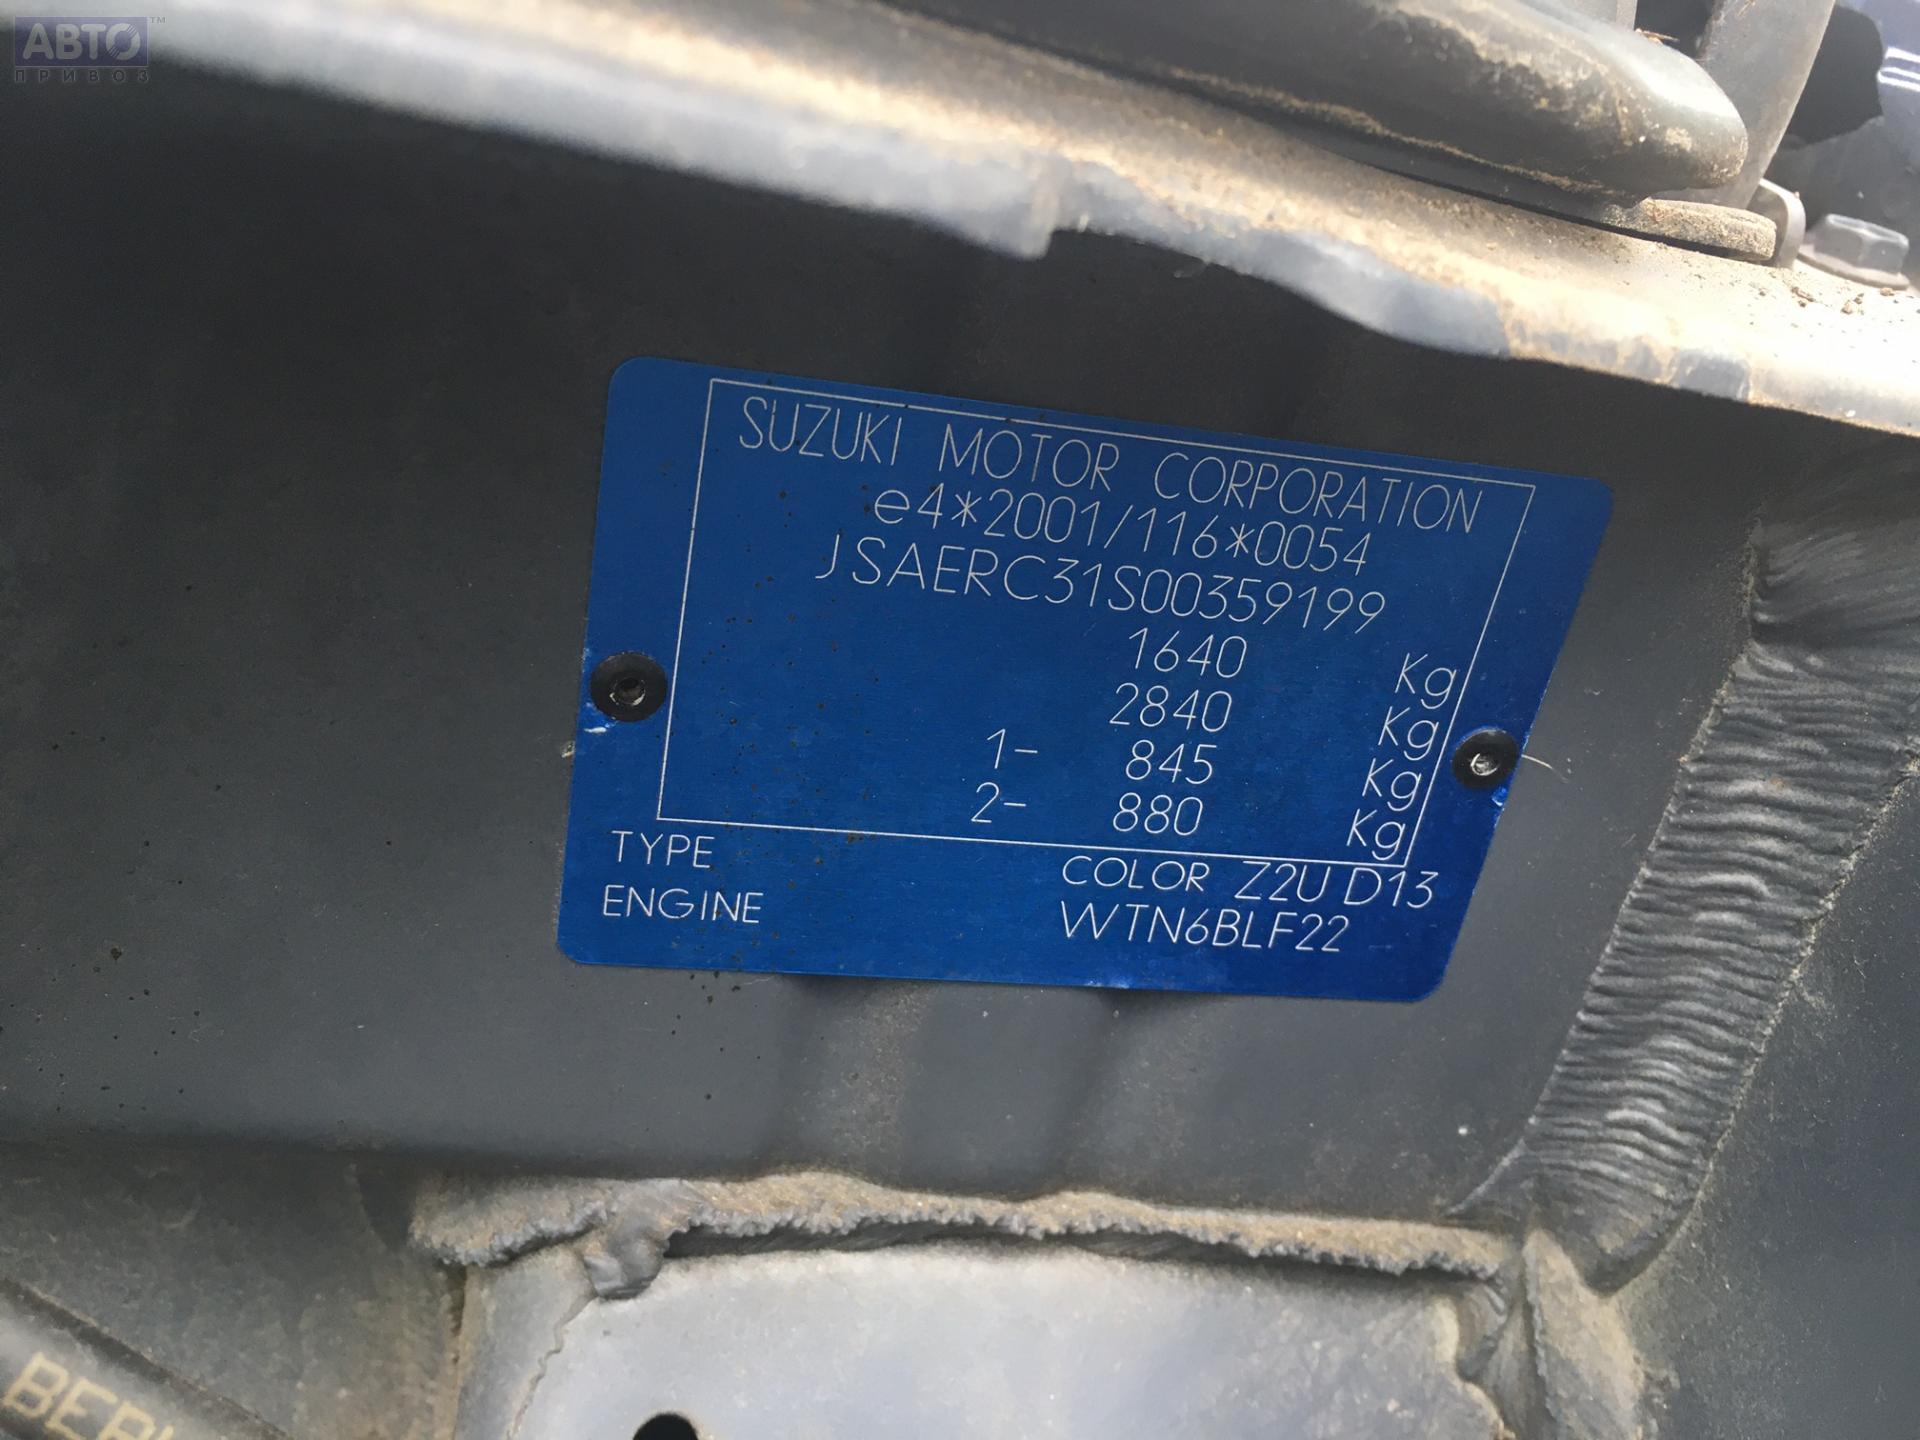 АВТО™
ПРИВОЗ
SUZUKI MOTOR CORPORATION
e4*2001/116*0054
JSAERC31S00359199
1640 Kg
2840 Kg
1- 845 Kg
2- 880 Kg
TYPE COLOR Z2U D13
ENGINE WTN6BLF22